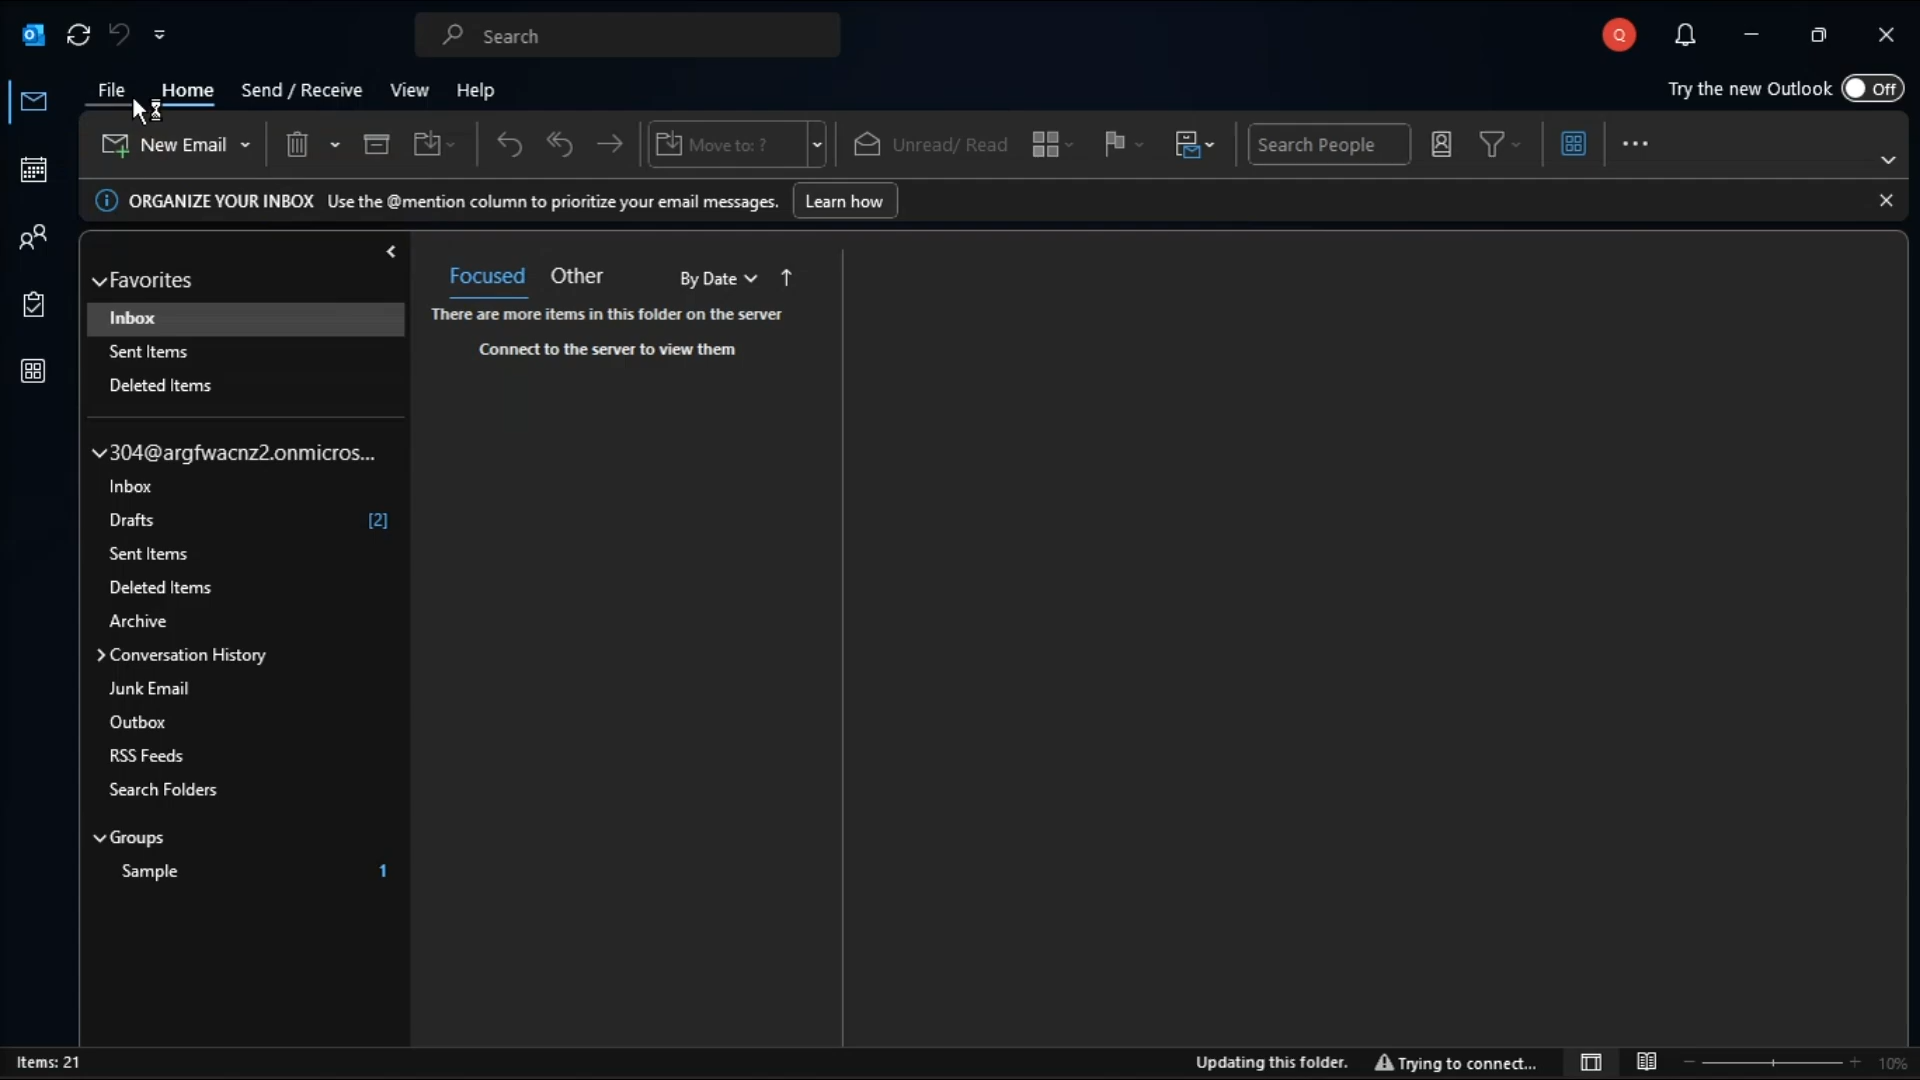 Search
Q
File Home Send / Receive View Help
Try the new Outlook Off
New Email Move to: ? Unread/ Read Search People
ORGANIZE YOUR INBOX Use the @mention column to prioritize your email messages. Learn how
Favorites
Inbox
Sent Items
Deleted Items
304@argfwacnz2.onmicros...
Inbox
Drafts [2]
Sent Items
Deleted Items
Archive
Conversation History
Junk Email
Outbox
RSS Feeds
Search Folders
Groups
Sample 1
Focused Other By Date
There are more items in this folder on the server
Connect to the server to view them
Items: 21
Updating this folder. Trying to connect... 10%